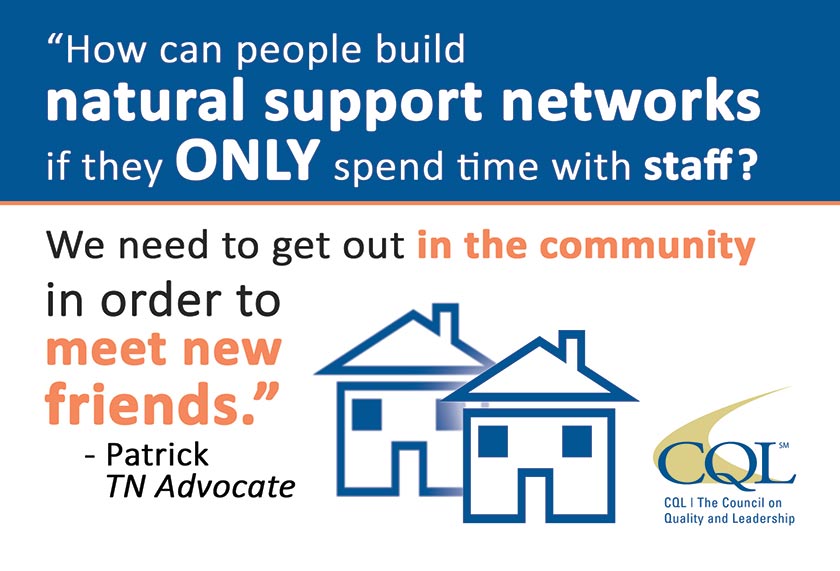 “How can people build
natural support networks
if they ONLY spend time with staff?
We need to get out in the community
in order to
meet new
friends.”
- Patrick
TN Advocate
CQL℠
CQL | The Council on
Quality and Leadership